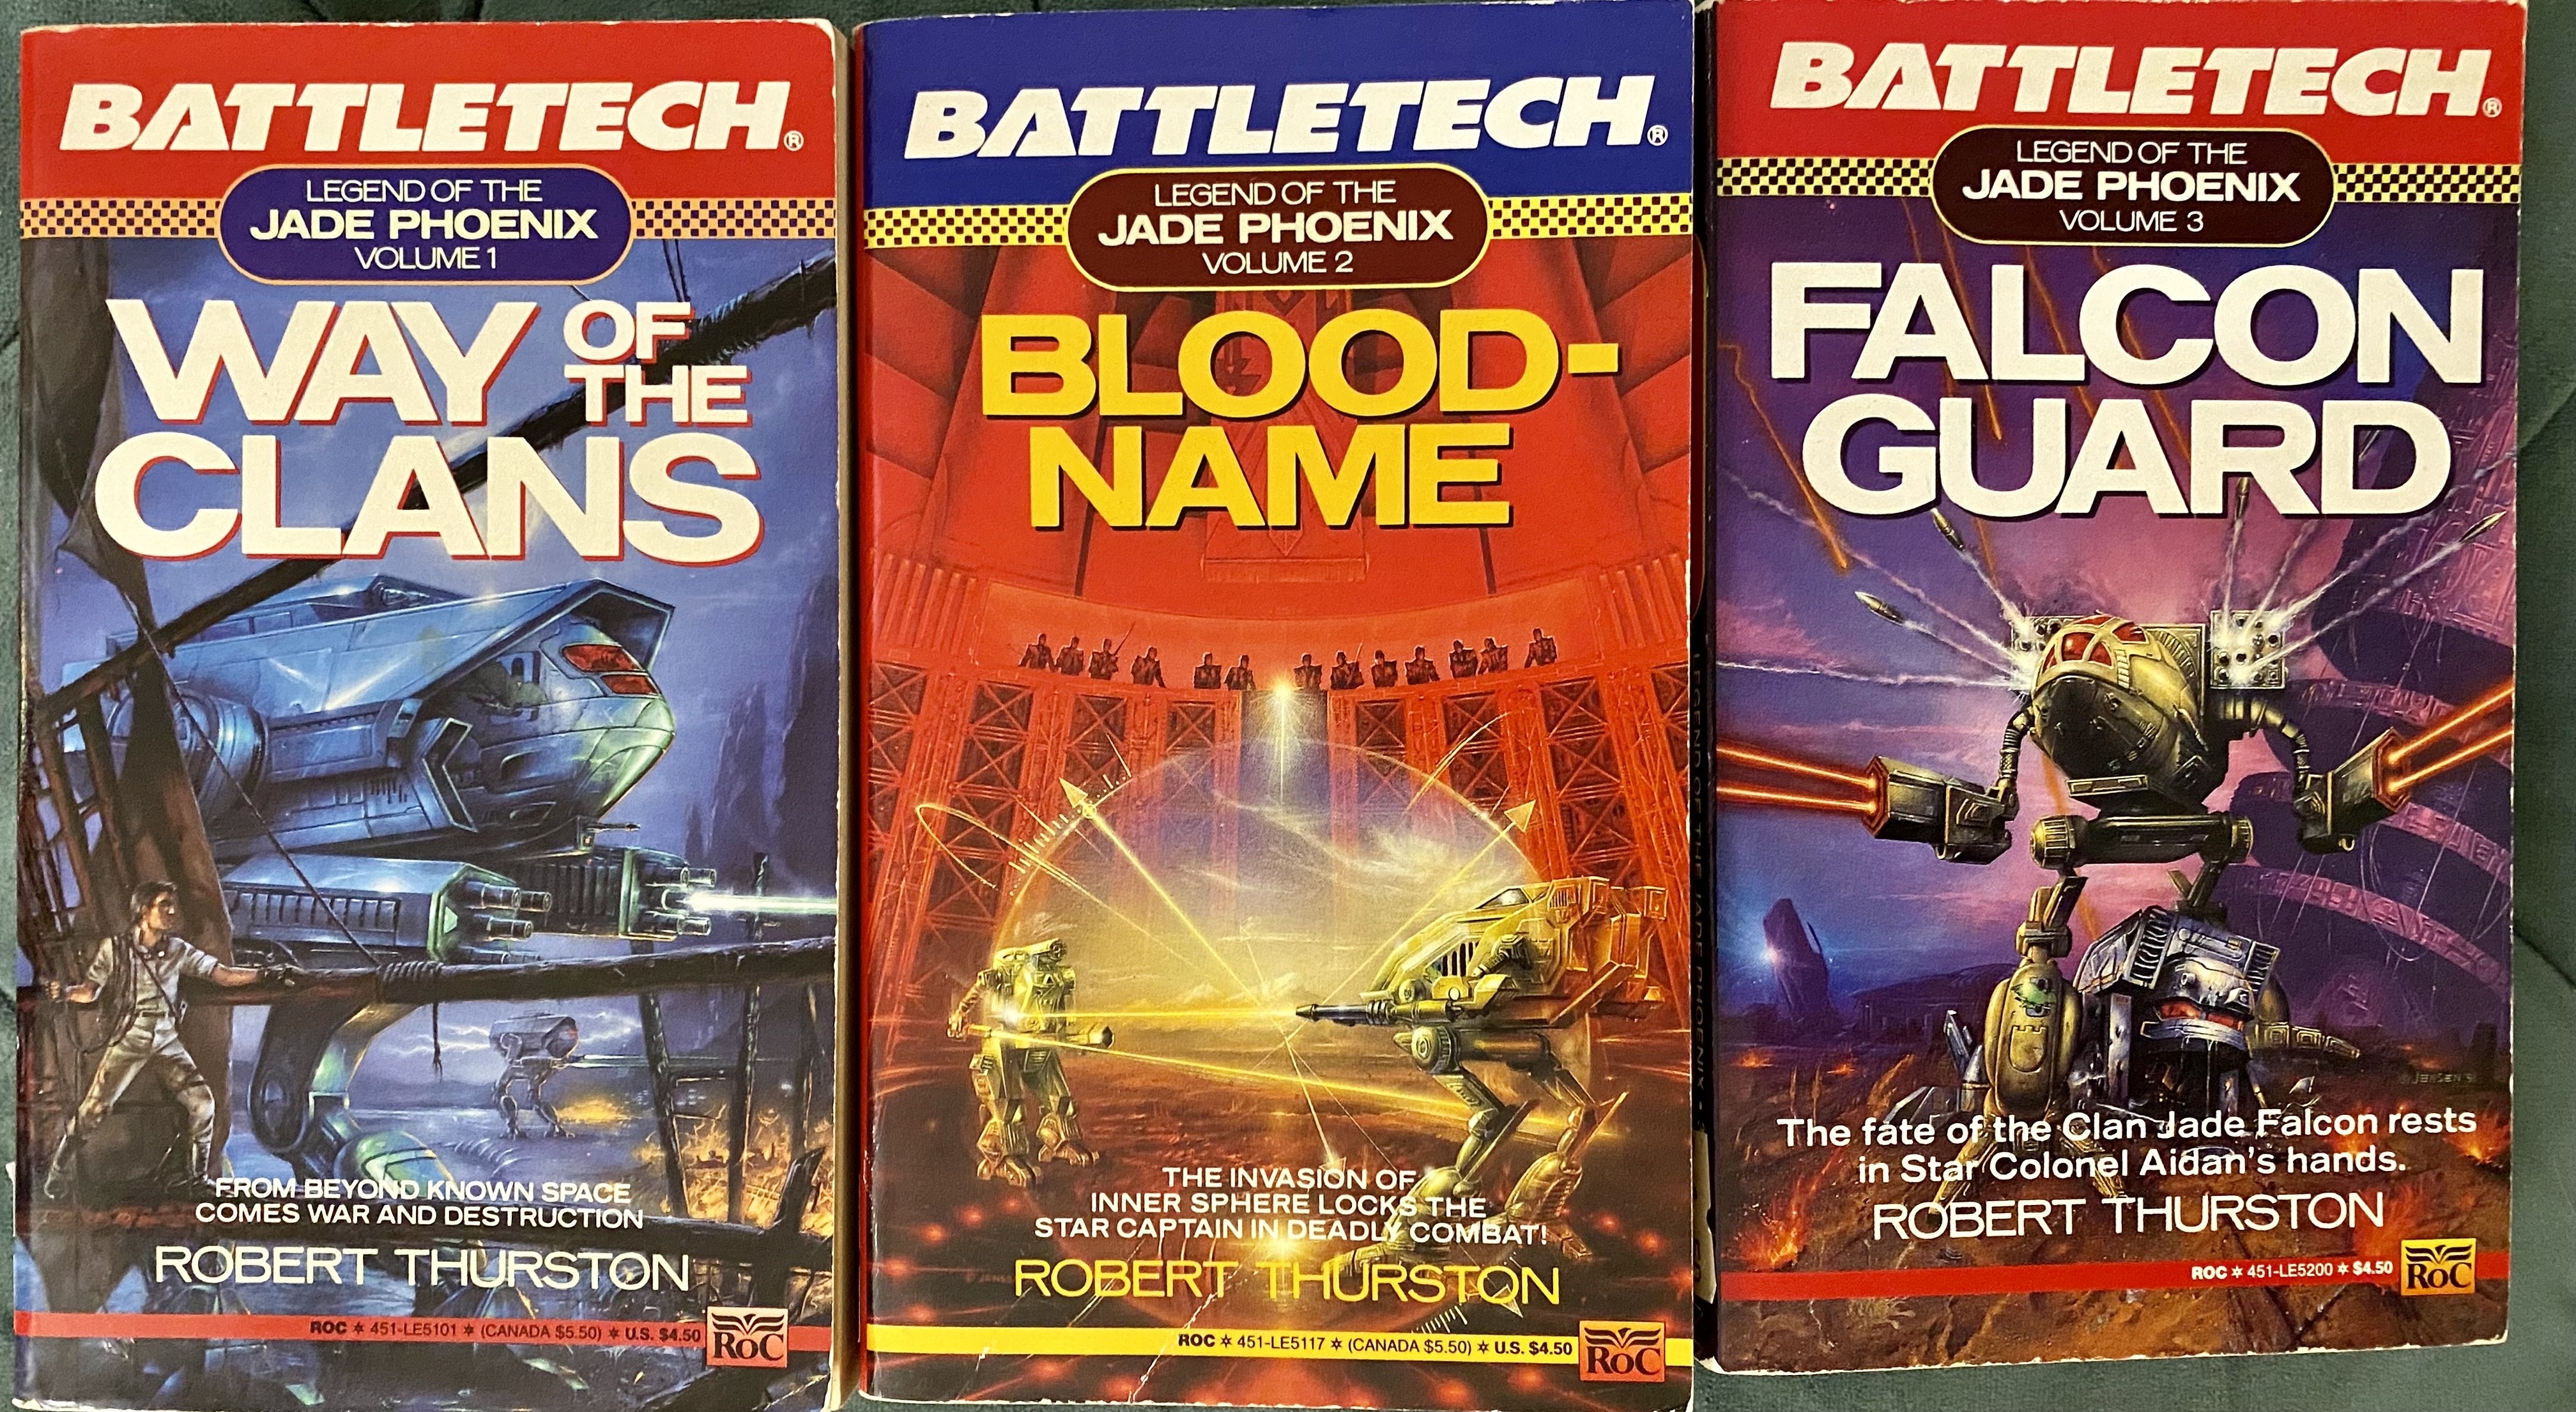 BATTLETECH®
LEGEND OF THE
JADE PHOENIX
VOLUME 1
WAY OF THE
CLANS
FROM BEYOND KNOWN SPACE
COMES WAR AND DESTRUCTION
ROBERT THURSTON
ROC ✶ 451-LE5101 ✶ (CANADA $5.50) ✶ U.S. $4.50
ROC
BATTLETECH®
LEGEND OF THE
JADE PHOENIX
VOLUME 2
BLOOD-
NAME
THE INVASION OF
INNER SPHERE LOCKS THE
STAR CAPTAIN IN DEADLY COMBAT!
ROBERT THURSTON
ROC ✶ 451-LE5117 ✶ (CANADA $5.50) ✶ U.S. $4.50
ROC
LEGEND OF THE JADE PHOENIX
BATTLETECH®
LEGEND OF THE
JADE PHOENIX
VOLUME 3
FALCON
GUARD
The fate of the Clan Jade Falcon rests
in Star Colonel Aidan's hands.
ROBERT THURSTON
ROC ✶ 451-LE5200 ✶ $4.50
ROC